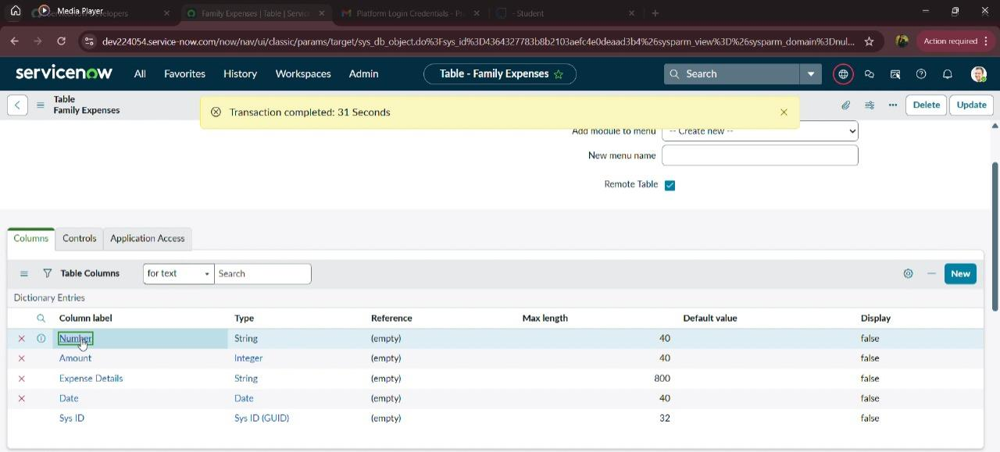 Media Player
Developers
Family Expenses | Table | Servic
Platform Login Credentials - Pr
- Student
dev224054.service-now.com/now/nav/ui/classic/params/target/sys_db_object.do%3Fsys_id%3D4364327783b8b2103aefc4e0deaad3b4%26sysparm_view%3D%26sysparm_domain%3Dnul...
Action required
servicenow
All
Favorites
History
Workspaces
Admin
Table - Family Expenses
Search
Table
Family Expenses
Transaction completed: 31 Seconds
Delete
Update
Add module to menu
-- Create new --
New menu name
Remote Table
Columns
Controls
Application Access
Table Columns
for text
Search
New
Dictionary Entries
Column label Type Reference Max length Default value Display
Number String (empty) 40 false
Amount Integer (empty) 40 false
Expense Details String (empty) 800 false
Date Date (empty) 40 false
Sys ID Sys ID (GUID) (empty) 32 false